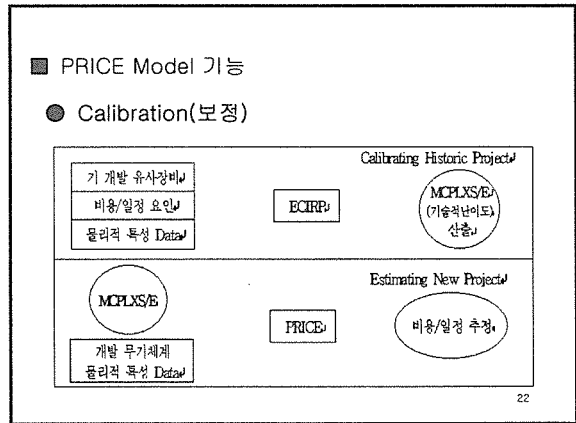 PRICE Model 기능
Calibration(보정)
Calibrating Historic Project
기 개발 유사장비
비용/일정 요인
물리적 특성 Data
ECIRP
MCPLXS/E
(기술적난이도)
산출
Estimating New Project
MCPLXS/E
개발 무기체계
물리적 특성 Data
PRICE
비용/일정 추정
22